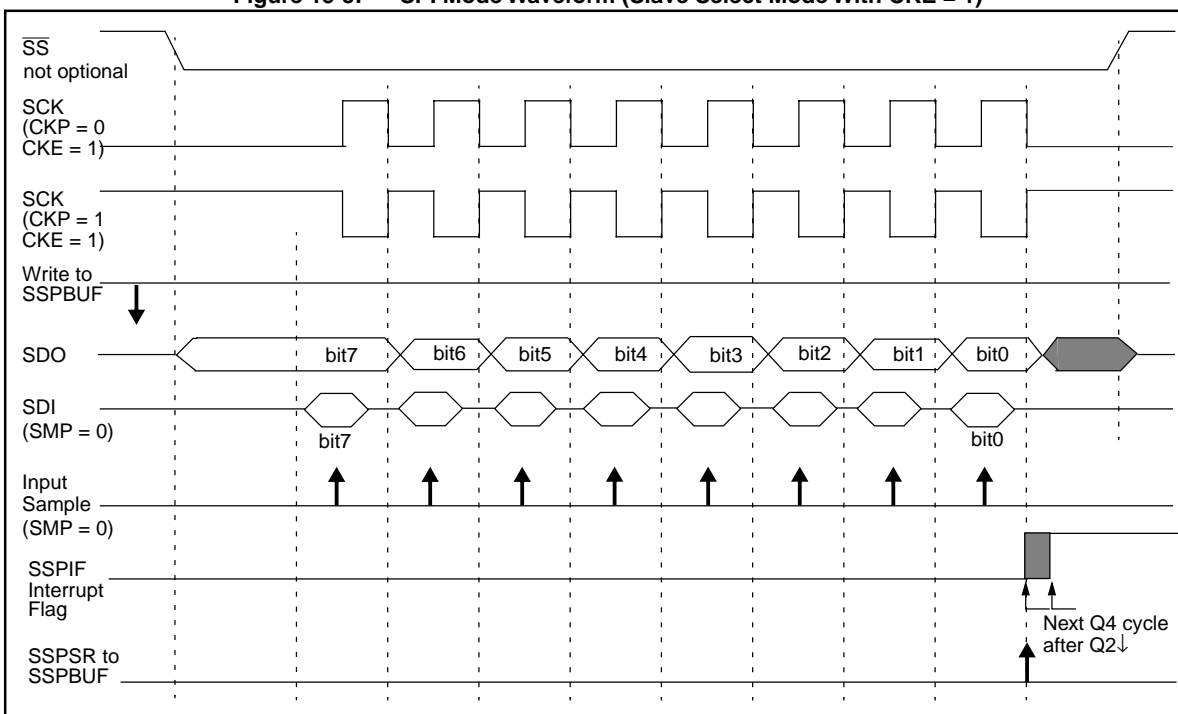 SS
not optional
SCK
(CKP = 0
CKE = 1)
SCK
(CKP = 1
CKE = 1)
Write to
SSPBUF
SDO
bit7 bit6 bit5 bit4 bit3 bit2 bit1 bit0
SDI
(SMP = 0)
bit7 bit0
Input
Sample
(SMP = 0)
SSPIF
Interrupt
Flag
Next Q4 cycle
after Q2↓
SSPSR to
SSPBUF